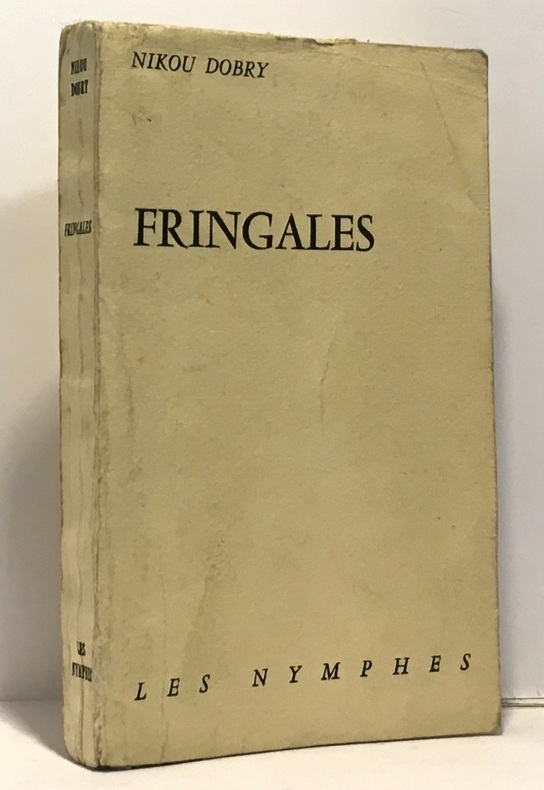 NIKOU DOBRY
FRINGALES
LES NYMPHES
NIKOU
DOBRY
FRINGALES
LES
NYMPHES